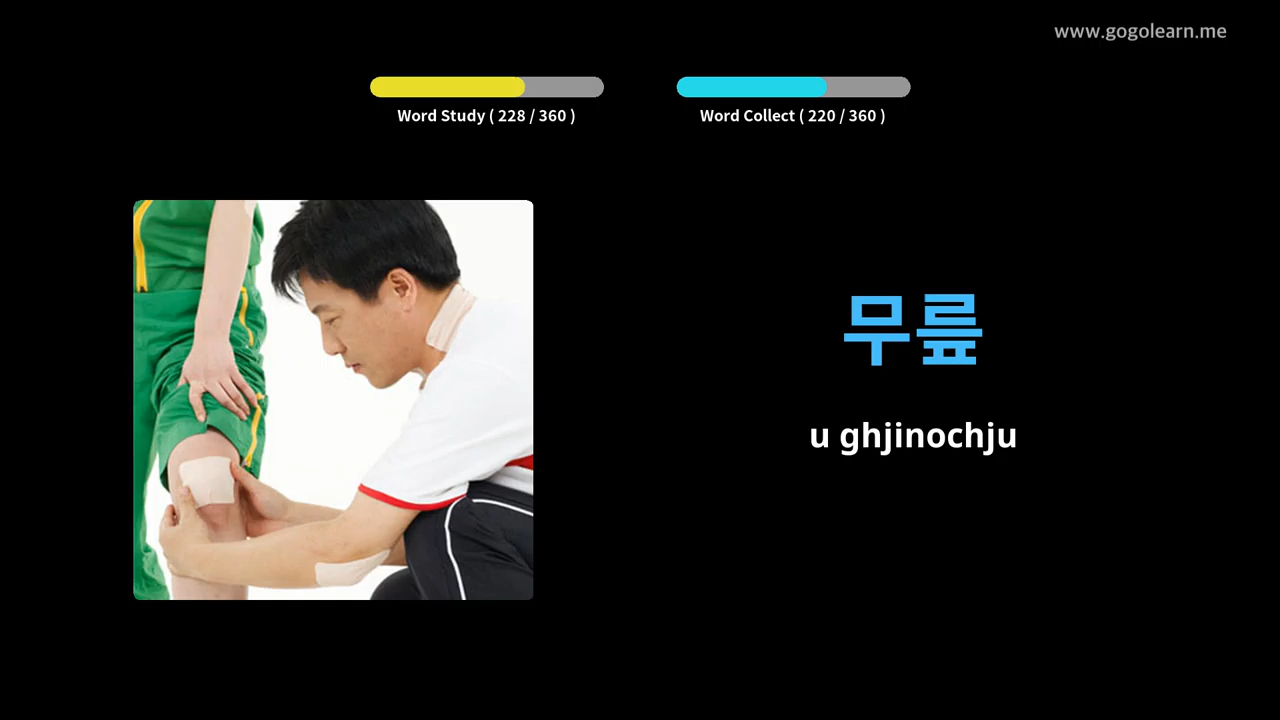 www.gogolearn.me
Word Study ( 228 / 360 )
Word Collect ( 220 / 360 )
무릎
u ghjinochju